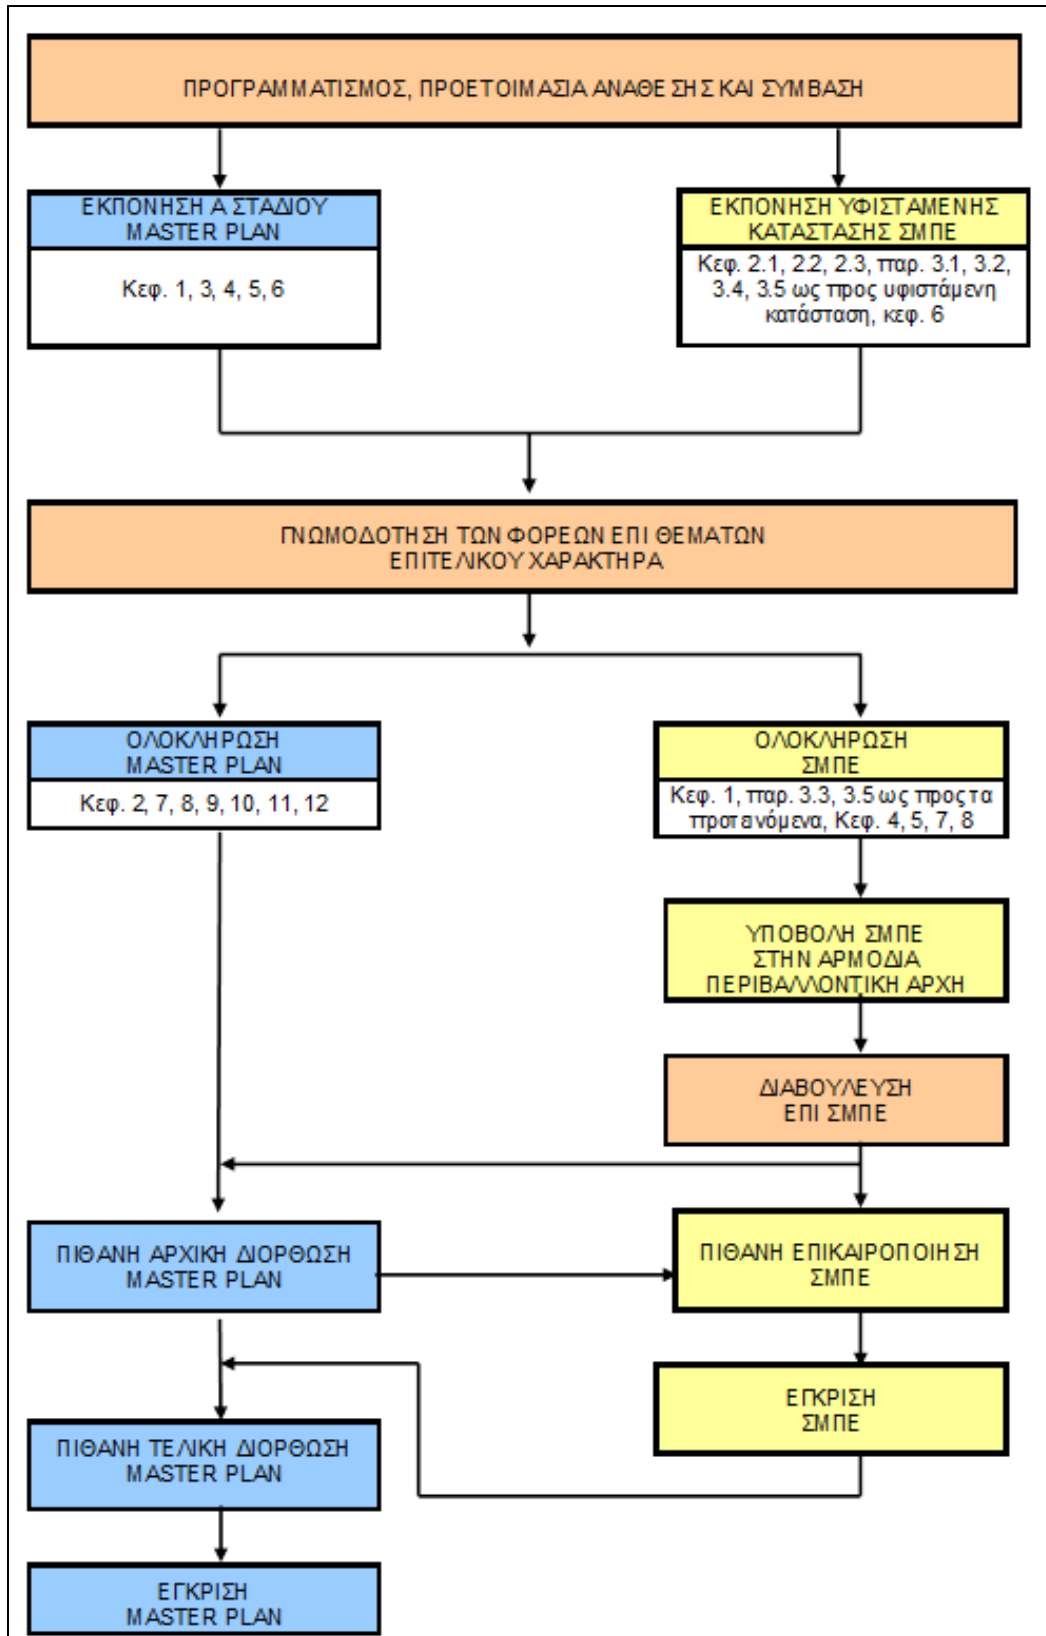 ΠΡΟΓΡΑΜΜΑΤΙΣΜΟΣ, ΠΡΟΕΤΟΙΜΑΣΙΑ ΑΝΑΘΕΣΗΣ ΚΑΙ ΣΥΜΒΑΣΗ
ΕΚΠΟΝΗΣΗ Α ΣΤΑΔΙΟΥ
MASTER PLAN
Κεφ. 1, 3, 4, 5, 6
ΕΚΠΟΝΗΣΗ ΥΦΙΣΤΑΜΕΝΗΣ
ΚΑΤΑΣΤΑΣΗΣ ΣΜΠΕ
Κεφ. 2.1, 2.2, 2.3, παρ. 3.1, 3.2,
3.4, 3.5 ως προς υφιστάμενη
κατάσταση, κεφ. 6
ΓΝΩΜΟΔΟΤΗΣΗ ΤΩΝ ΦΟΡΕΩΝ ΕΠΙ ΘΕΜΑΤΩΝ
ΕΠΙΤΕΛΙΚΟΥ ΧΑΡΑΚΤΗΡΑ
ΟΛΟΚΛΗΡΩΣΗ
MASTER PLAN
Κεφ. 2, 7, 8, 9, 10, 11, 12
ΟΛΟΚΛΗΡΩΣΗ
ΣΜΠΕ
Κεφ. 1, παρ. 3.3, 3.5 ως προς τα
προτεινόμενα, Κεφ. 4, 5, 7, 8
ΥΠΟΒΟΛΗ ΣΜΠΕ
ΣΤΗΝ ΑΡΜΟΔΙΑ
ΠΕΡΙΒΑΛΛΟΝΤΙΚΗ ΑΡΧΗ
ΔΙΑΒΟΥΛΕΥΣΗ
ΕΠΙ ΣΜΠΕ
ΠΙΘΑΝΗ ΑΡΧΙΚΗ ΔΙΟΡΘΩΣΗ
MASTER PLAN
ΠΙΘΑΝΗ ΕΠΙΚΑΙΡΟΠΟΙΗΣΗ
ΣΜΠΕ
ΕΓΚΡΙΣΗ
ΣΜΠΕ
ΠΙΘΑΝΗ ΤΕΛΙΚΗ ΔΙΟΡΘΩΣΗ
MASTER PLAN
ΕΓΚΡΙΣΗ
MASTER PLAN